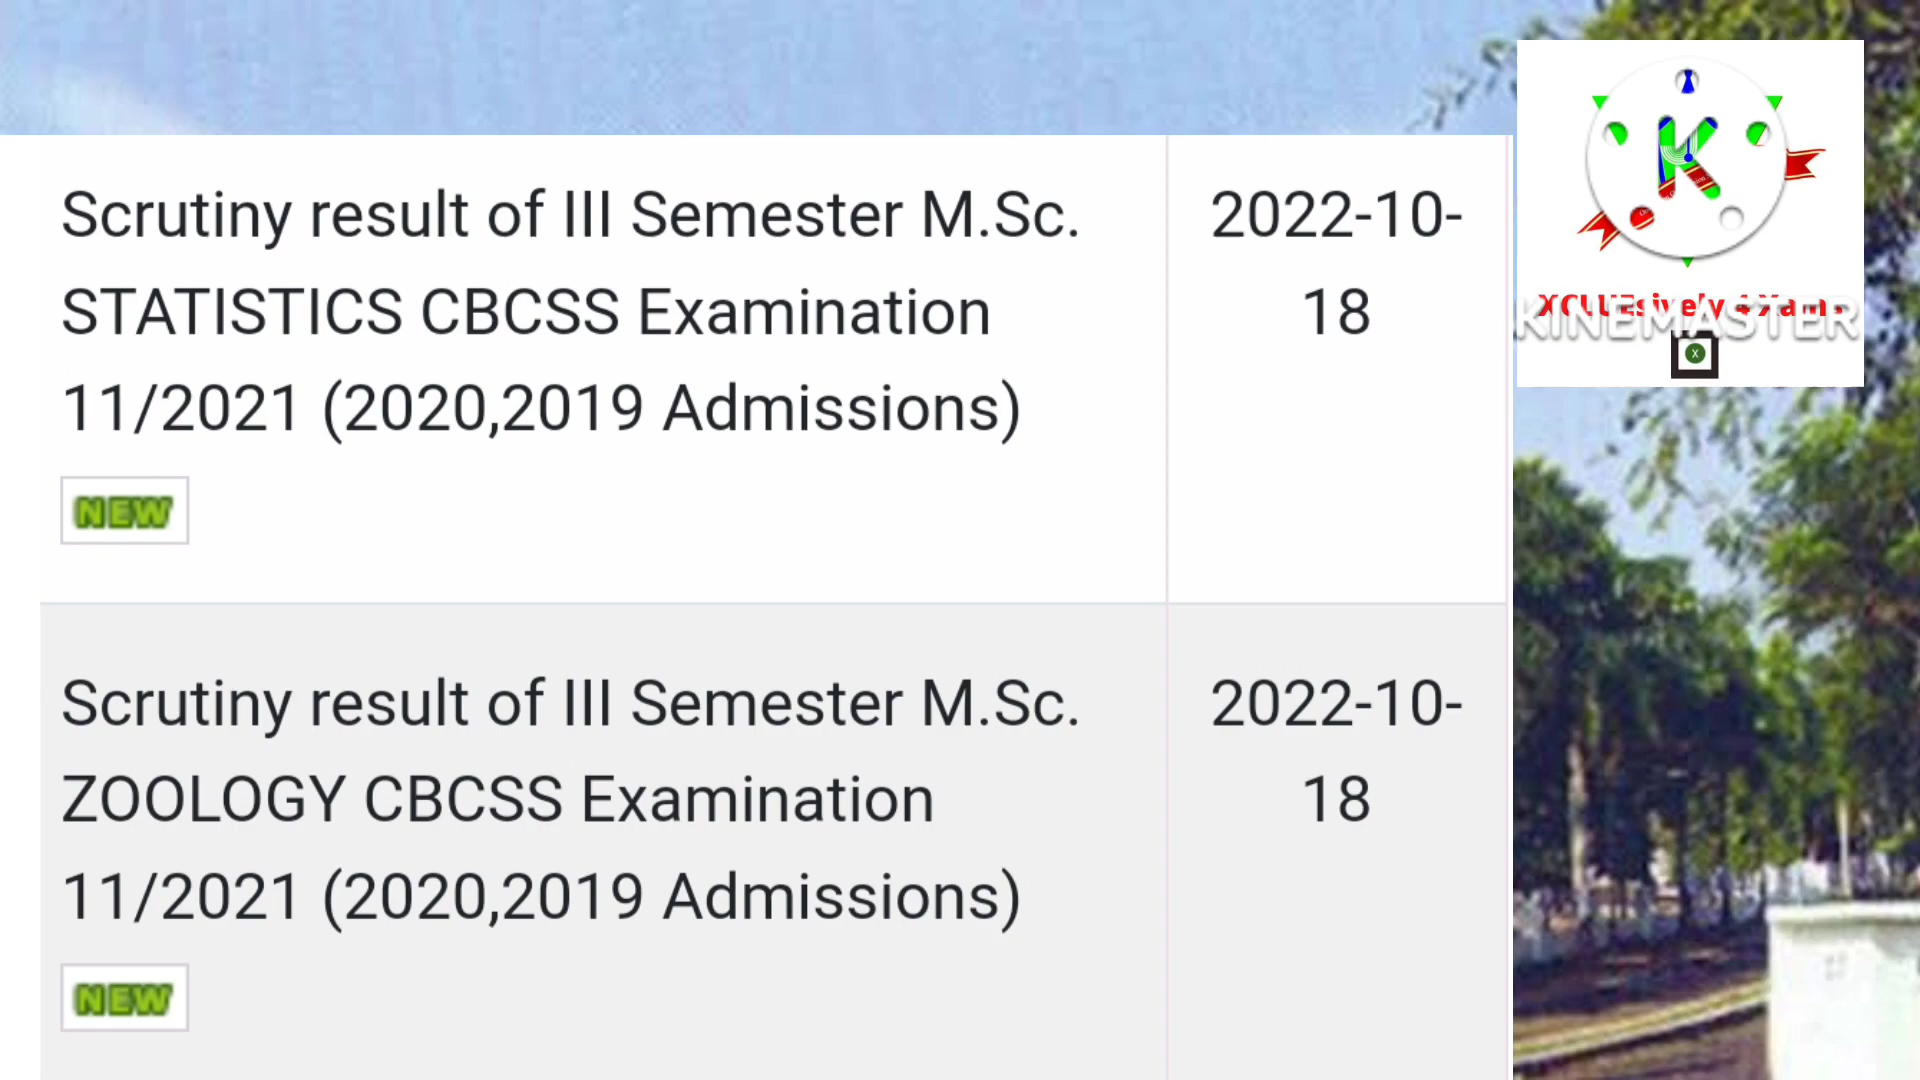 Scrutiny result of III Semester M.Sc.
STATISTICS CBCSS Examination
11/2021 (2020,2019 Admissions)
NEW
2022-10-
18
Scrutiny result of III Semester M.Sc.
ZOOLOGY CBCSS Examination
11/2021 (2020,2019 Admissions)
NEW
2022-10-
18
K
KINEMASTER
X